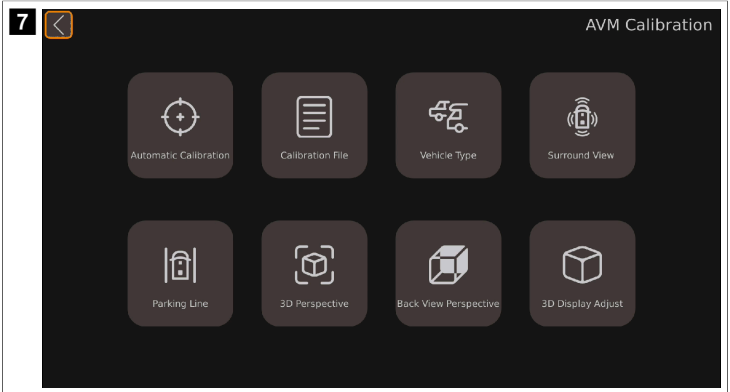 7
AVM Calibration
Automatic Calibration
Calibration File
Vehicle Type
Surround View
Parking Line
3D Perspective
Back View Perspective
3D Display Adjust